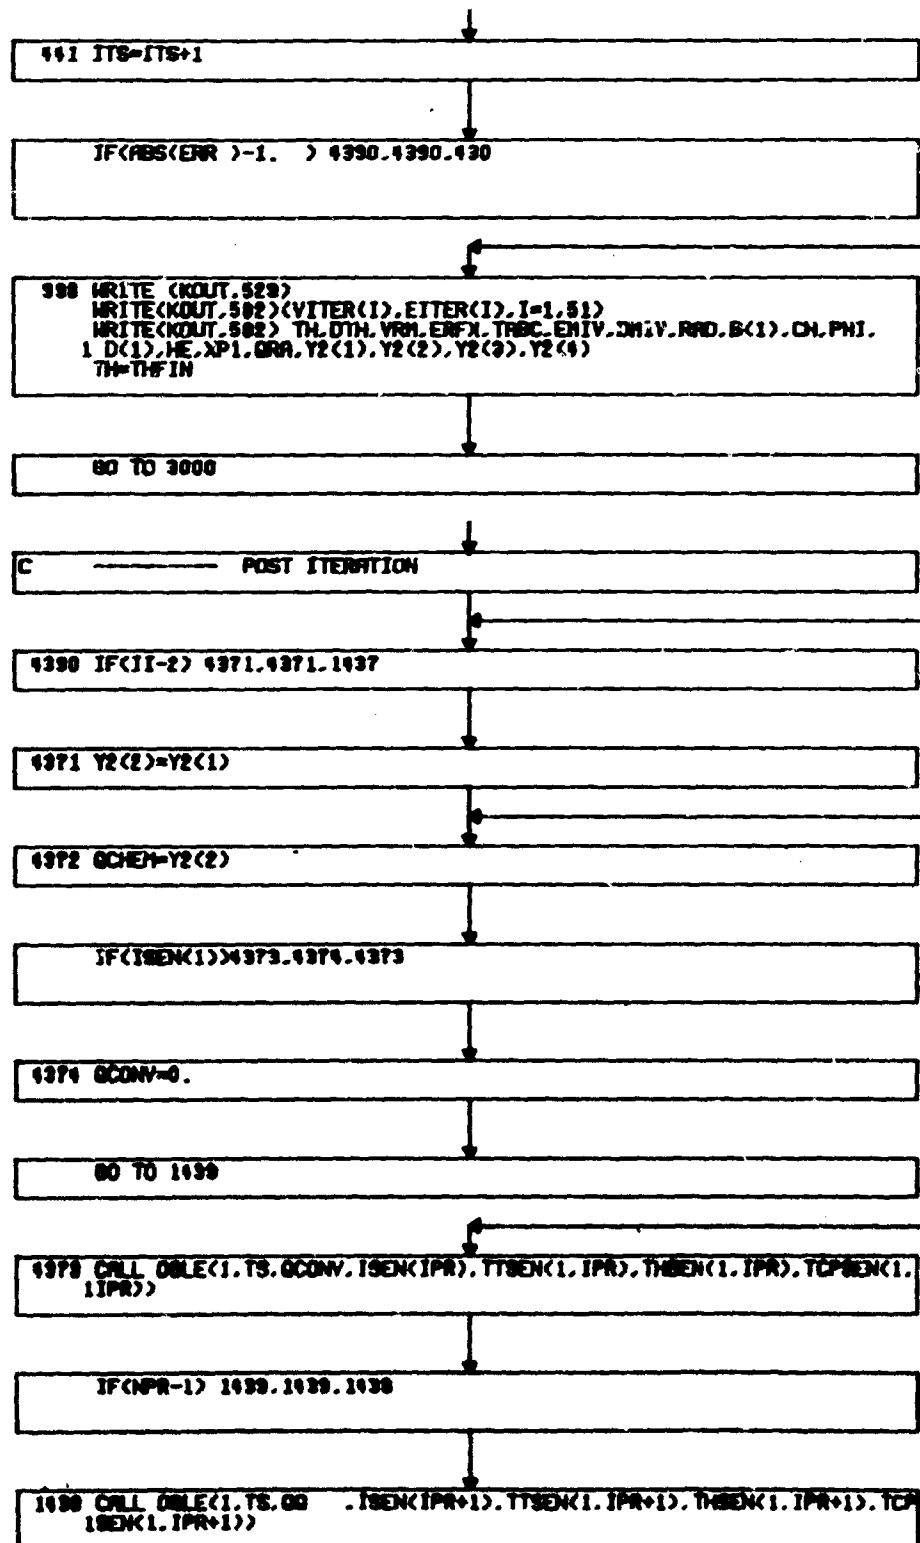 441 ITS=ITS+1
IF(ABS(ERR )-1. ) 4390,4390,430
998 WRITE (KOUT,529)
WRITE(KOUT,582)(VITER(I),EITER(I),I=1,51)
WRITE(KOUT,582) TH,DTH,VRM,ERFX,TABC,EMIV,DMIV,RAD,B(1),CH,PHI,
1 D(1),HE,XP1,QRA,Y2(1),Y2(2),Y2(3),Y2(4)
TH=THFIN
GO TO 3000
C ———— POST ITERATION
4390 IF(II-2) 4371,4371,1437
4371 Y2(2)=Y2(1)
4372 QCHEM=Y2(2)
IF(ISEN(1))4373,4374,4373
4374 QCONV=0.
GO TO 1439
4373 CALL OGLE(1,TS,QCONV,ISEN(IPR),TTSEN(1,IPR),THSEN(1,IPR),TCPSEN(1,
1IPR))
IF(NPR-1) 1439,1439,1438
1438 CALL OGLE(1,TS,QQ ,ISEN(IPR+1),TTSEN(1,IPR+1),THSEN(1,IPR+1),TCP
1SEN(1,IPR+1))